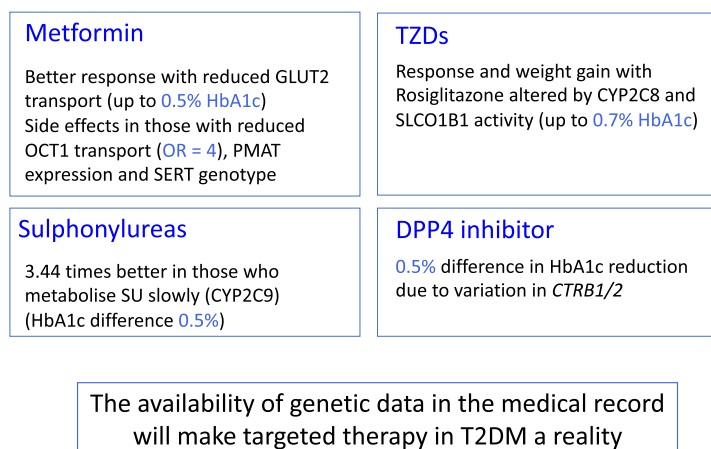 Metformin
Better response with reduced GLUT2
transport (up to 0.5% HbA1c)
Side effects in those with reduced
OCT1 transport (OR = 4), PMAT
expression and SERT genotype
TZDs
Response and weight gain with
Rosiglitazone altered by CYP2C8 and
SLCO1B1 activity (up to 0.7% HbA1c)
Sulphonylureas
3.44 times better in those who
metabolise SU slowly (CYP2C9)
(HbA1c difference 0.5%)
DPP4 inhibitor
0.5% difference in HbA1c reduction
due to variation in CTRB1/2
The availability of genetic data in the medical record
will make targeted therapy in T2DM a reality